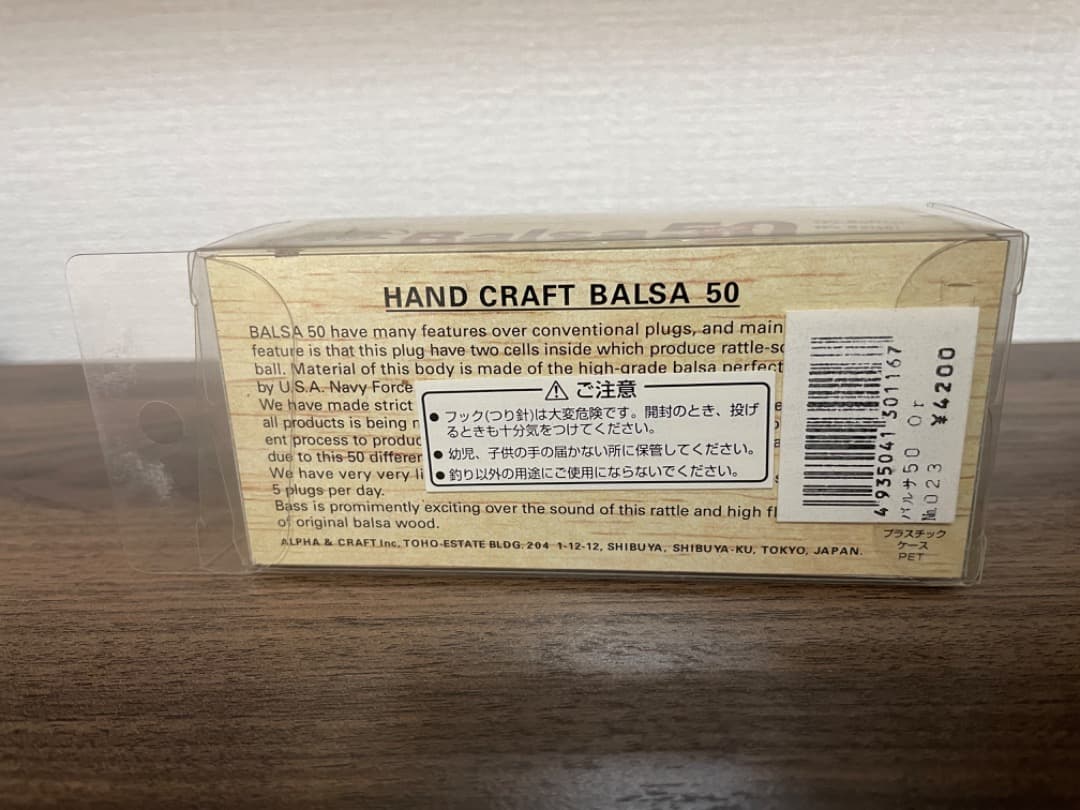 Balsa50
HAND CRAFT BALSA 50
BALSA 50 have many features over conventional plugs, and main
feature is that this plug have two cells inside which produce
ball. Material of this body is made of the high-grade balsa perfect
by U.S.A. Navy Force
We have made strict
all products is being
ent process to
due to this 50
We have very very
5 plugs per day.
Bass is promimently exciting over the sound of this rattle and high
of original balsa wood.
ALPHA & CRAFT Inc. TOHO-ESTATE BLDG. 204 1-12-12, SHIBUYA, SHIBUYA-KU, TOKYO, JAPAN.
⚠ ご注意
● フック(つり針)は大変危険です。開封のとき、投げ
るときも十分気をつけてください。
● 幼児、子供の手の届かない所に保管してください。
● 釣り以外の用途にご使用にならないでください。
4 935041 301167
バルサ50 Or
No.023 ¥4200
プラスチック
ケース
PET